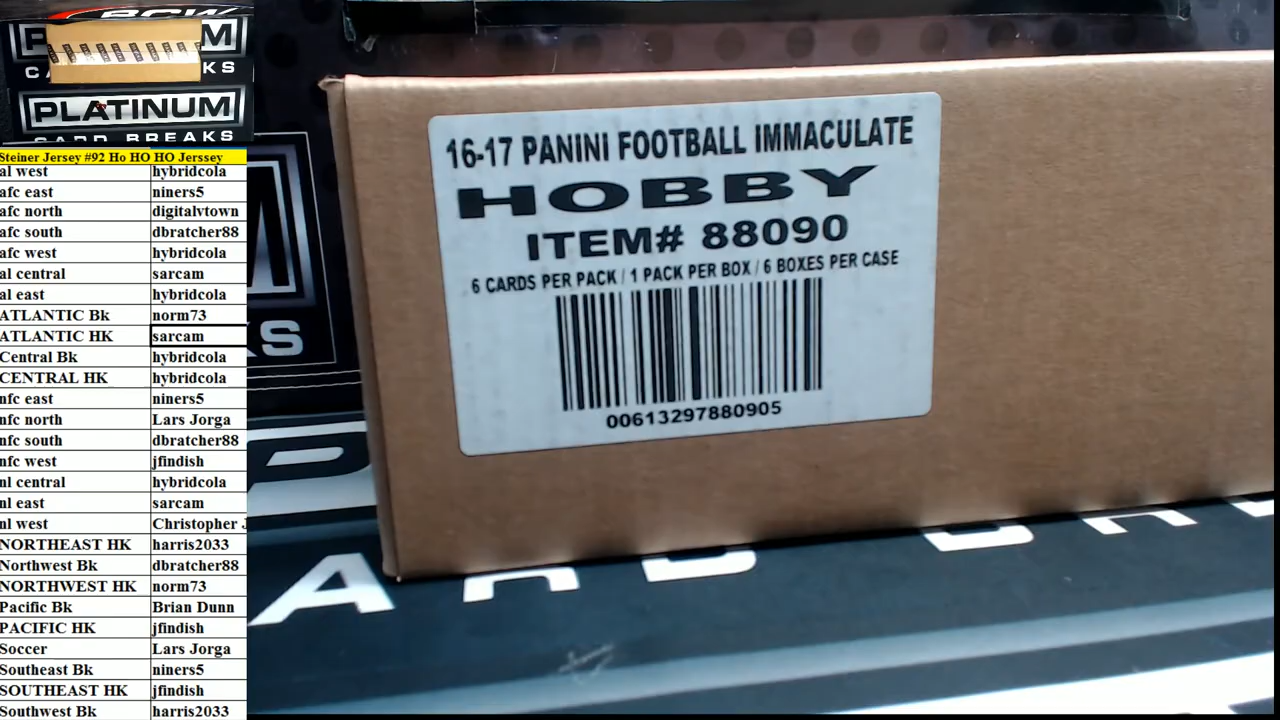 PLATINUM
CARD BREAKS
Steiner Jersey #92 Ho HO HO Jerssey
al west hybridcola
afc east niners5
afc north digitalvtown
afc south dbratcher88
afc west hybridcola
al central sarcam
al east hybridcola
ATLANTIC Bk norm73
ATLANTIC HK sarcam
Central Bk hybridcola
CENTRAL HK hybridcola
nfc east niners5
nfc north Lars Jorga
nfc south dbratcher88
nfc west jfindish
nl central hybridcola
nl east sarcam
nl west Christopher J
NORTHEAST HK harris2033
Northwest Bk dbratcher88
NORTHWEST HK norm73
Pacific Bk Brian Dunn
PACIFIC HK jfindish
Soccer Lars Jorga
Southeast Bk niners5
SOUTHEAST HK jfindish
Southwest Bk harris2033
16-17 PANINI FOOTBALL IMMACULATE
HOBBY
ITEM# 88090
6 CARDS PER PACK / 1 PACK PER BOX / 6 BOXES PER CASE
00613297880905